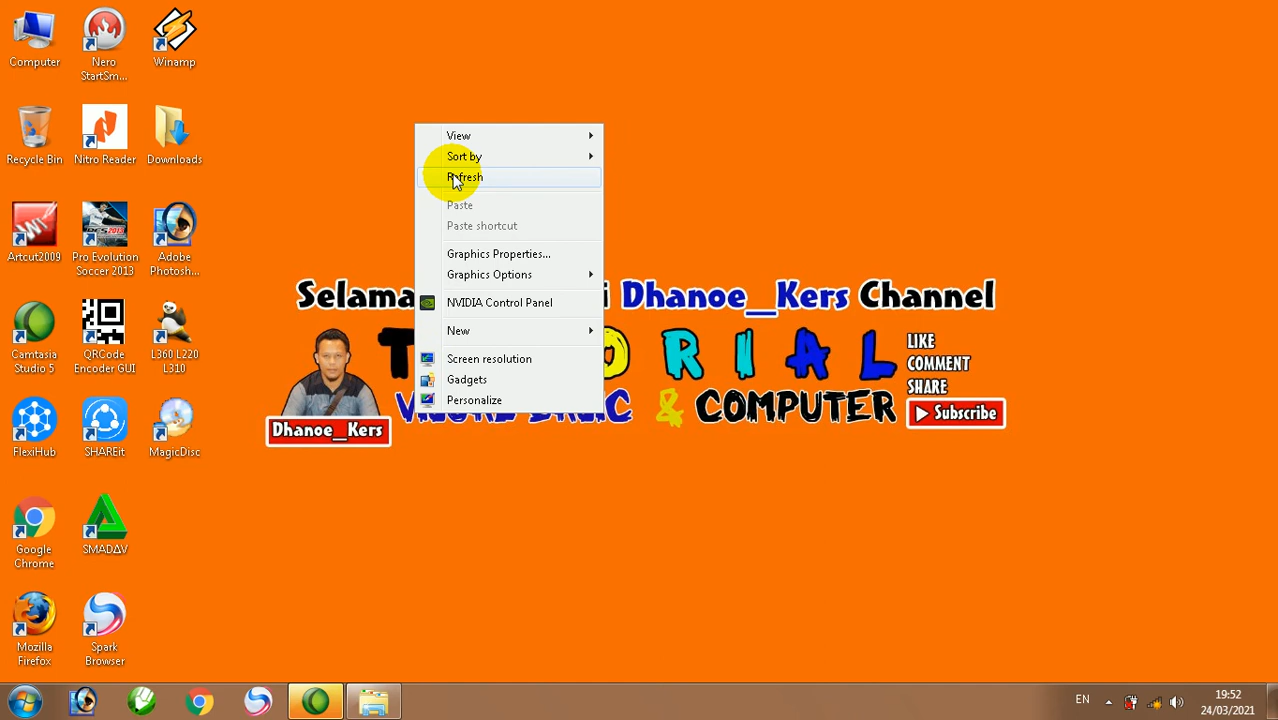 Computer
Nero
StartSm...
Winamp
Recycle Bin
Nitro Reader
Downloads
Artcut2009
Pro Evolution
Soccer 2013
Adobe
Photosh...
Camtasia
Studio 5
QRCode
Encoder GUI
L360 L220
L310
FlexiHub
SHAREit
MagicDisc
Google
Chrome
SMADΔV
Mozilla
Firefox
Spark
Browser
View
Sort by
Refresh
Paste
Paste shortcut
Graphics Properties...
Graphics Options
NVIDIA Control Panel
New
Screen resolution
Gadgets
Personalize
Selama i Dhanoe__Kers Channel
T O R I A L
& COMPUTER
LIKE
COMMENT
SHARE
Subscribe
Dhanoe__Kers
EN
19:52
24/03/2021